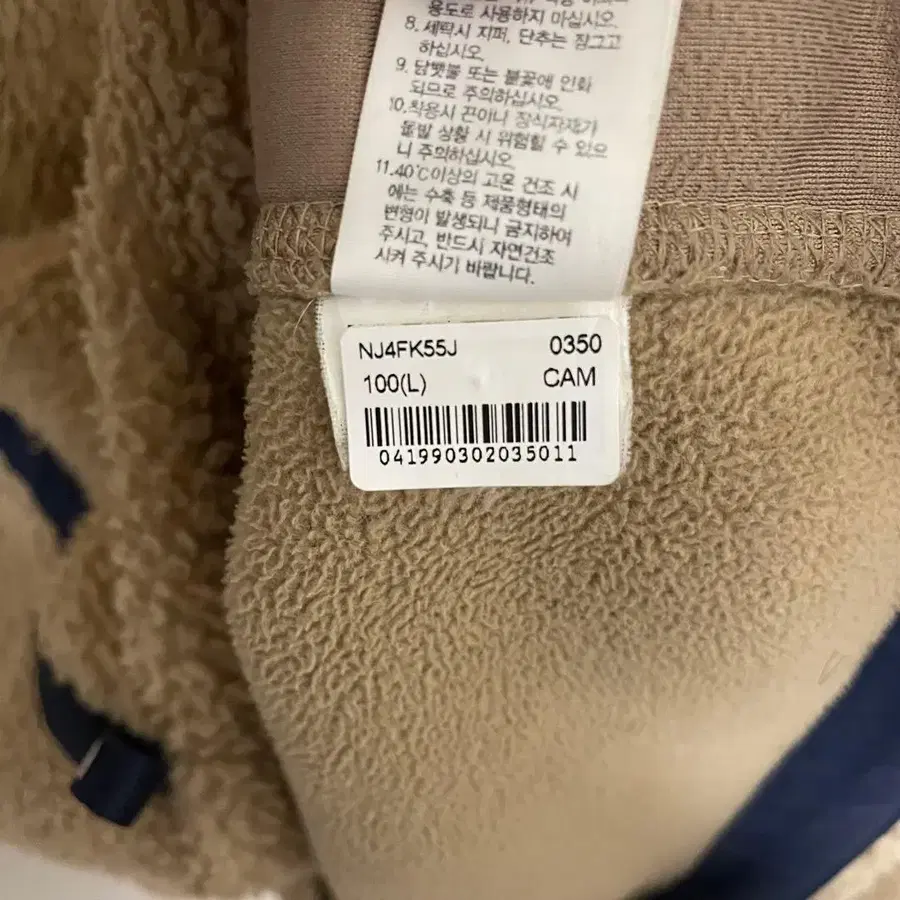 용도로 사용하지 마십시오.
8. 세탁시 지퍼, 단추는 잠그고
하십시오.
9. 담뱃불 또는 불꽃에 인화
되므로 주의하십시오.
10.착용시 끈이나 장식자재가
돌발 상황 시 위험할 수 있으
니 주의하십시오.
11.40℃이상의 고온 건조 시
에는 수축 등 제품형태의
변형이 발생되니 금지하여
주시고, 반드시 자연건조
시켜 주시기 바랍니다.
NJ4FK55J 0350
100(L) CAM
041990302035011